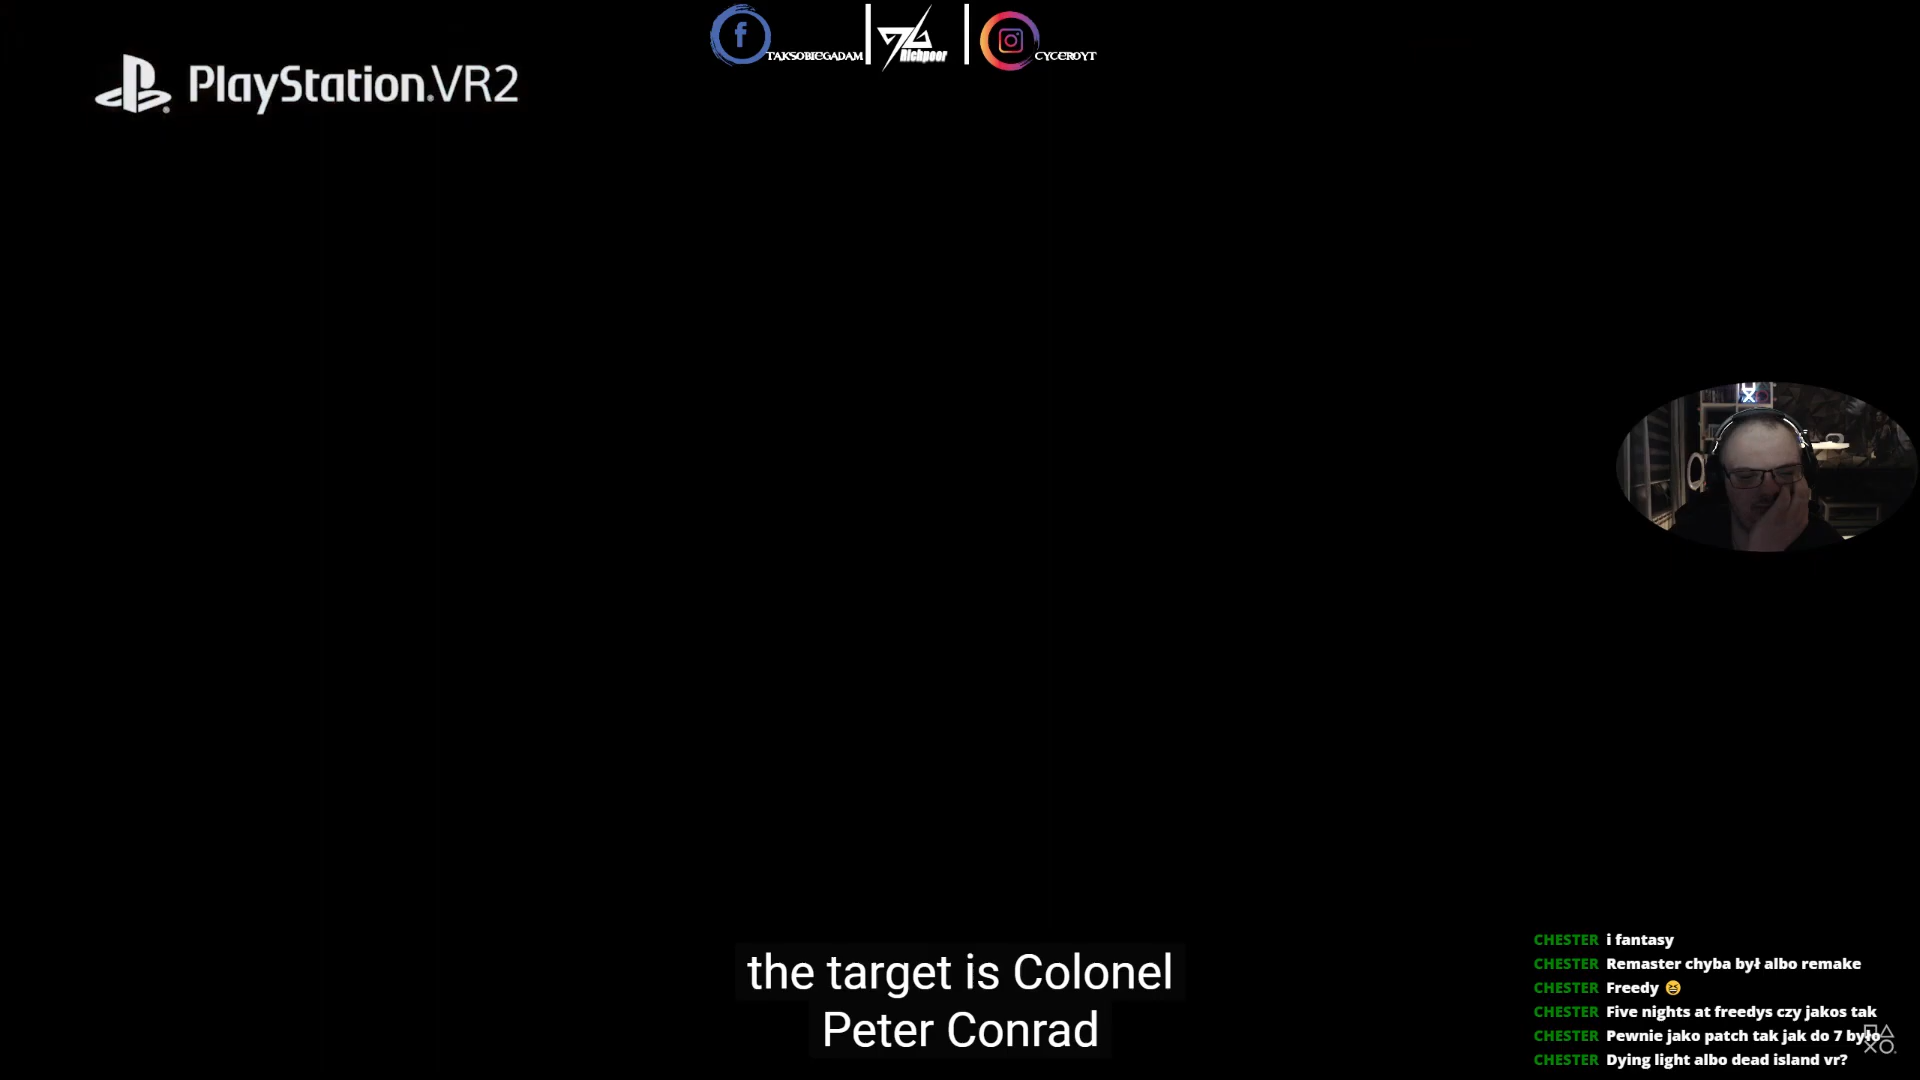 PlayStation.VR2
f
TAKSOBIEGADAM
76
Richpoor
CYCEROYT
the target is Colonel
Peter Conrad
CHESTER i fantasy
CHESTER Remaster chyba był albo remake
CHESTER Freedy 😆
CHESTER Five nights at freedys czy jakos tak
CHESTER Pewnie jako patch tak jak do 7 było
CHESTER Dying light albo dead island vr?